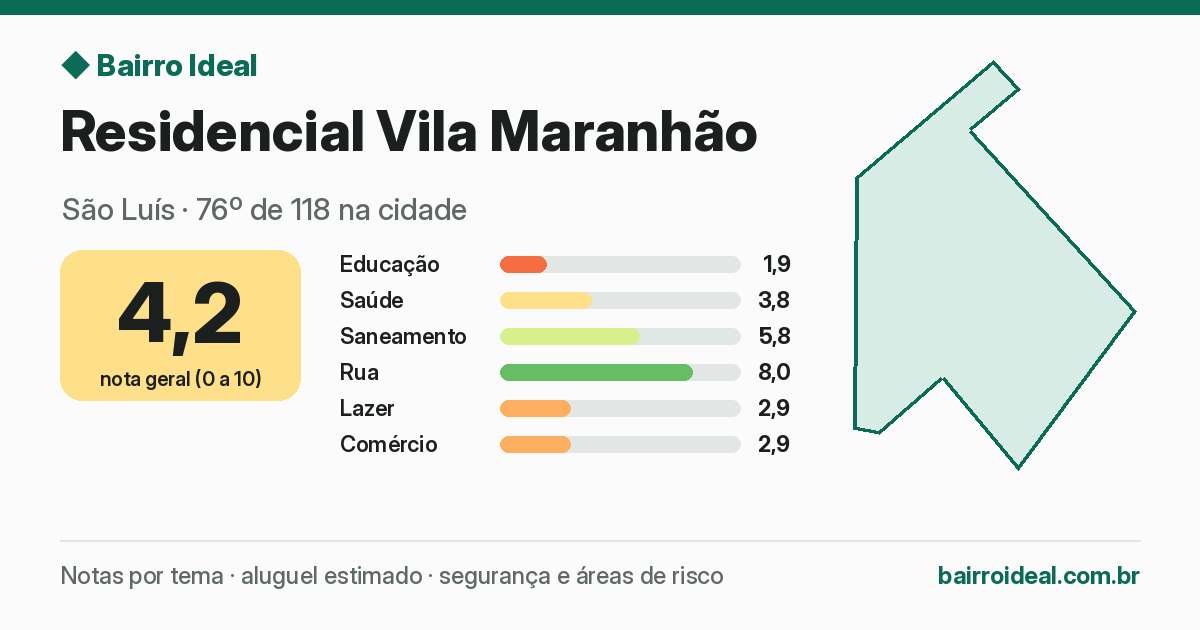 Bairro Ideal
Residencial Vila Maranhão
São Luís · 76º de 118 na cidade
4,2
nota geral (0 a 10)
Educação 1,9
Saúde 3,8
Saneamento 5,8
Rua 8,0
Lazer 2,9
Comércio 2,9
Notas por tema · aluguel estimado · segurança e áreas de risco
bairroideal.com.br